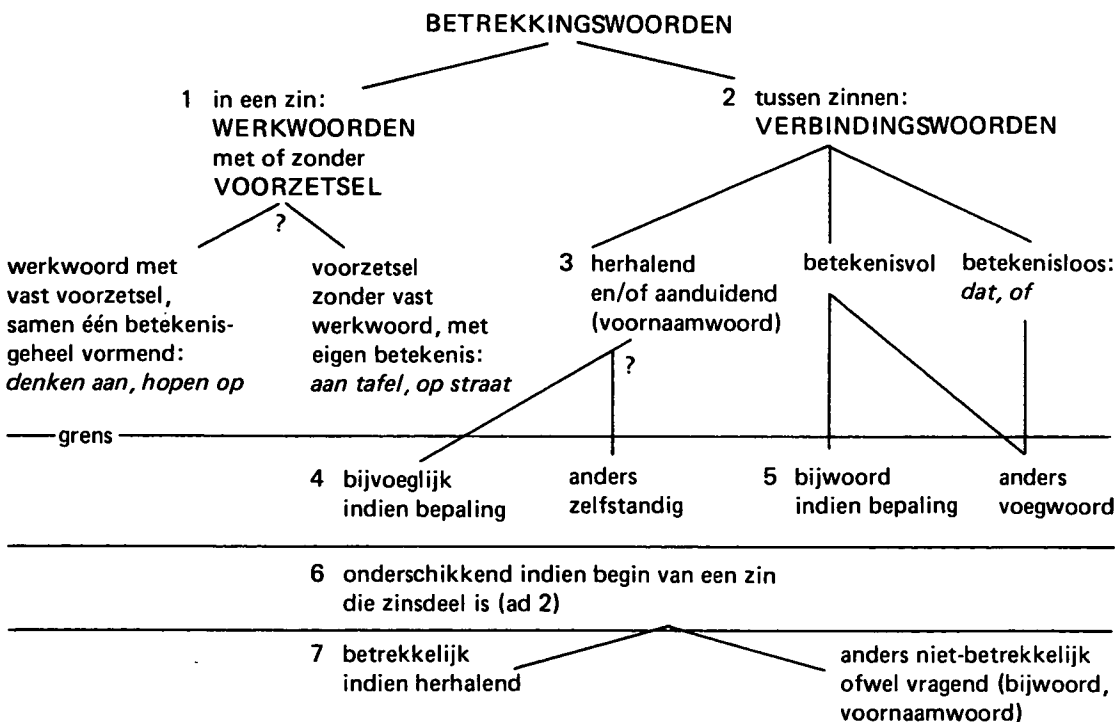 BETREKKINGSWOORDEN
1 in een zin:
WERKWOORDEN
met of zonder
VOORZETSEL
?
2 tussen zinnen:
VERBINDINGSWOORDEN
werkwoord met
vast voorzetsel,
samen één betekenis-
geheel vormend:
denken aan, hopen op
voorzetsel
zonder vast
werkwoord, met
eigen betekenis:
aan tafel, op straat
3 herhalend
en/of aanduidend
(voornaamwoord)
?
betekenisvol
betekenisloos:
dat, of
grens
4 bijvoeglijk
indien bepaling
anders
zelfstandig
5 bijwoord
indien bepaling
anders
voegwoord
6 onderschikkend indien begin van een zin
die zinsdeel is (ad 2)
7 betrekkelijk
indien herhalend
anders niet-betrekkelijk
ofwel vragend (bijwoord,
voornaamwoord)